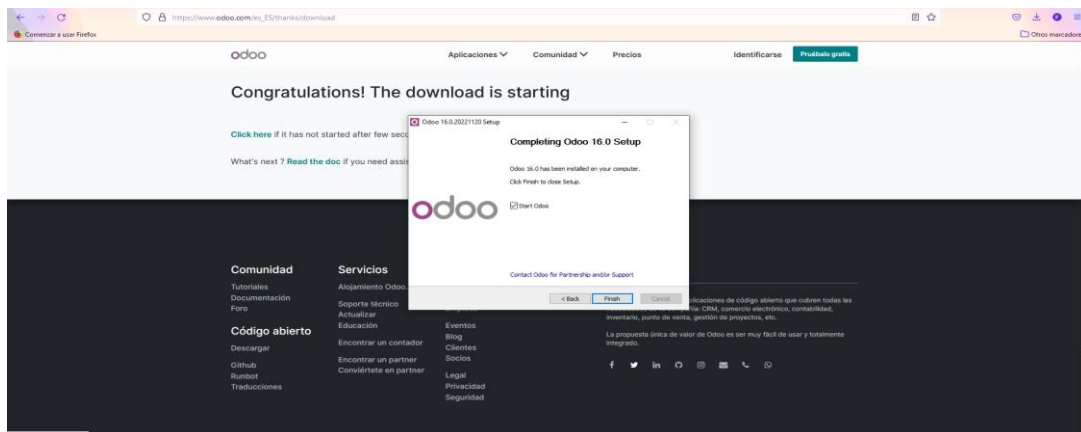 https://www.odoo.com/es_ES/thanks/download
Comenzar a usar Firefox
Otros marcadores
odoo
Aplicaciones
Comunidad
Precios
Identificarse
Pruébalo gratis
Congratulations! The download is starting
Click here if it has not started after few seco
What's next ? Read the doc if you need assis
Odoo 16.0.20221120 Setup
Completing Odoo 16.0 Setup
Odoo 16.0 has been installed on your computer.
Click Finish to close Setup.
odoo
Start Odoo
Contact Odoo for Partnership and/or Support
< Back
Finish
Cancel
Comunidad
Tutoriales
Documentación
Foro
Código abierto
Descargar
Github
Runbot
Traducciones
Servicios
Alojamiento Odoo.
Soporte técnico
Actualizar
Educación
Encontrar un contador
Encontrar un partner
Conviértete en partner
Eventos
Blog
Clientes
Socios
Legal
Privacidad
Seguridad
plicaciones de código abierto que cubren todas las
CRM, comercio electrónico, contabilidad,
inventario, punto de venta, gestión de proyectos, etc.
La propuesta única de valor de Odoo es ser muy fácil de usar y totalmente
integrado.